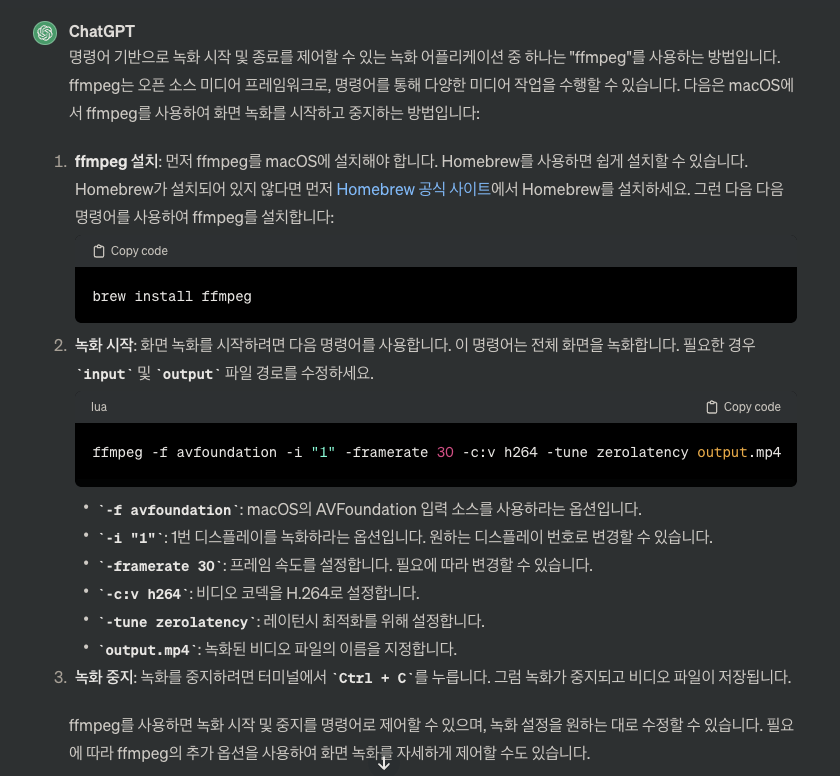 ChatGPT
명령어 기반으로 녹화 시작 및 종료를 제어할 수 있는 녹화 어플리케이션 중 하나는 "ffmpeg"를 사용하는 방법입니다.
ffmpeg는 오픈 소스 미디어 프레임워크로, 명령어를 통해 다양한 미디어 작업을 수행할 수 있습니다. 다음은 macOS에
서 ffmpeg를 사용하여 화면 녹화를 시작하고 중지하는 방법입니다:
1. ffmpeg 설치: 먼저 ffmpeg를 macOS에 설치해야 합니다. Homebrew를 사용하면 쉽게 설치할 수 있습니다.
Homebrew가 설치되어 있지 않다면 먼저 Homebrew 공식 사이트에서 Homebrew를 설치하세요. 그런 다음 다음
명령어를 사용하여 ffmpeg를 설치합니다:
Copy code
brew install ffmpeg
2. 녹화 시작: 화면 녹화를 시작하려면 다음 명령어를 사용합니다. 이 명령어는 전체 화면을 녹화합니다. 필요한 경우
`input` 및 `output` 파일 경로를 수정하세요.
lua Copy code
ffmpeg -f avfoundation -i "1" -framerate 30 -c:v h264 -tune zerolatency output.mp4
• `-f avfoundation`: macOS의 AVFoundation 입력 소스를 사용하라는 옵션입니다.
• `-i "1"`: 1번 디스플레이를 녹화하라는 옵션입니다. 원하는 디스플레이 번호로 변경할 수 있습니다.
• `-framerate 30`: 프레임 속도를 설정합니다. 필요에 따라 변경할 수 있습니다.
• `-c:v h264`: 비디오 코덱을 H.264로 설정합니다.
• `-tune zerolatency`: 레이턴시 최적화를 위해 설정합니다.
• `output.mp4`: 녹화된 비디오 파일의 이름을 지정합니다.
3. 녹화 중지: 녹화를 중지하려면 터미널에서 `Ctrl + C`를 누릅니다. 그럼 녹화가 중지되고 비디오 파일이 저장됩니다.
ffmpeg를 사용하면 녹화 시작 및 중지를 명령어로 제어할 수 있으며, 녹화 설정을 원하는 대로 수정할 수 있습니다. 필요
에 따라 ffmpeg의 추가 옵션을 사용하여 화면 녹화를 자세하게 제어할 수도 있습니다.